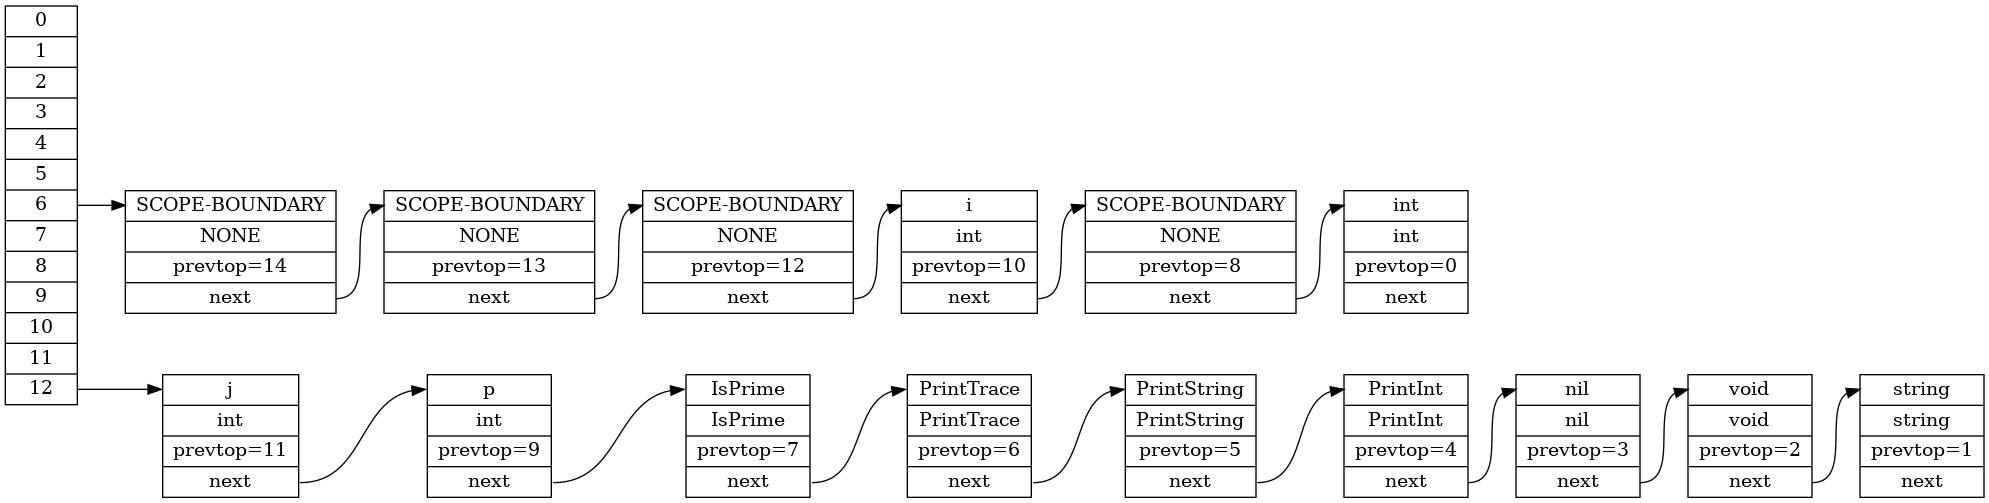 0
1
2
3
4
5
6
7
8
9
10
11
12
SCOPE-BOUNDARY
NONE
prevtop=14
next
SCOPE-BOUNDARY
NONE
prevtop=13
next
SCOPE-BOUNDARY
NONE
prevtop=12
next
i
int
prevtop=10
next
SCOPE-BOUNDARY
NONE
prevtop=8
next
int
int
prevtop=0
next
j
int
prevtop=11
next
p
int
prevtop=9
next
IsPrime
IsPrime
prevtop=7
next
PrintTrace
PrintTrace
prevtop=6
next
PrintString
PrintString
prevtop=5
next
PrintInt
PrintInt
prevtop=4
next
nil
nil
prevtop=3
next
void
void
prevtop=2
next
string
string
prevtop=1
next